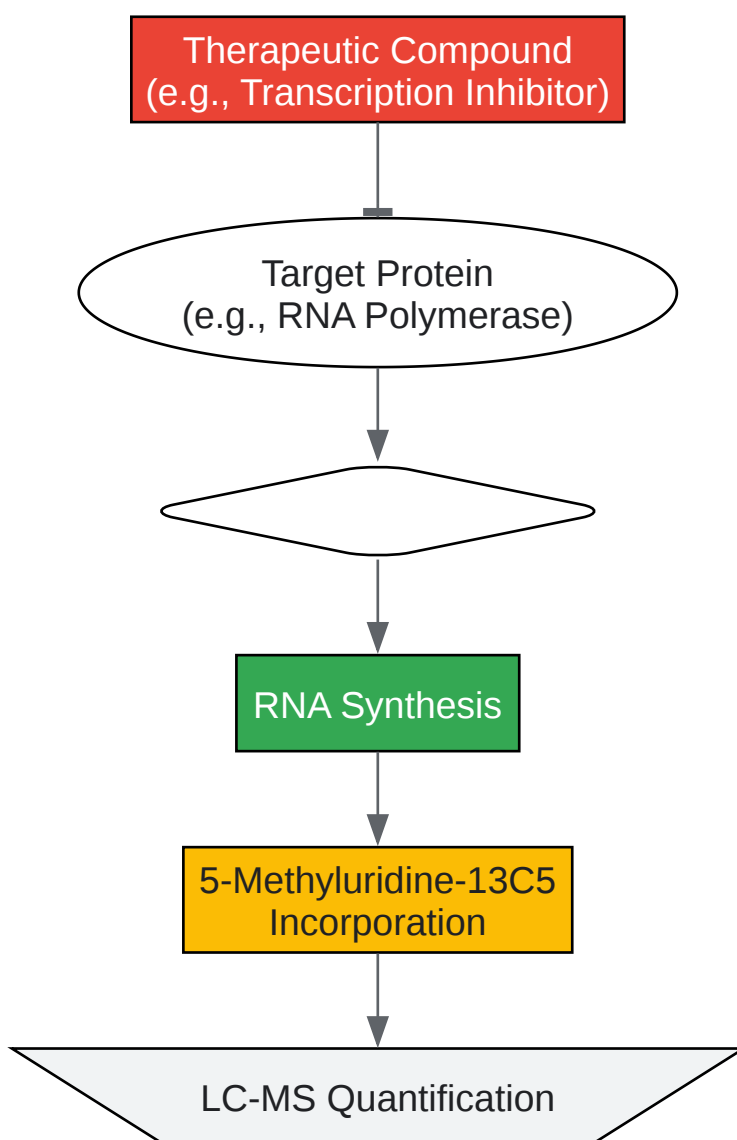 Therapeutic Compound
(e.g., Transcription Inhibitor)
Target Protein
(e.g., RNA Polymerase)
RNA Synthesis
5-Methyluridine-13C5
Incorporation
LC-MS Quantification